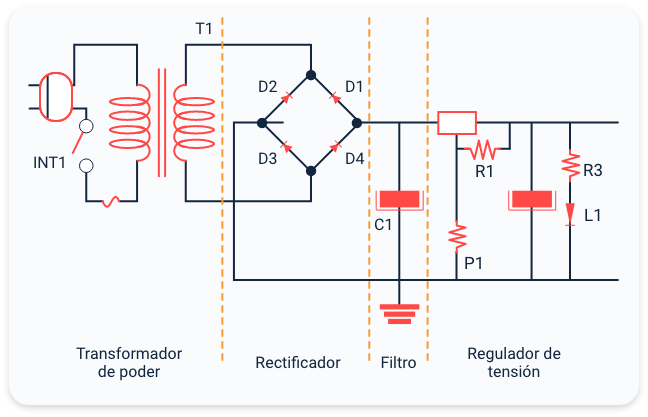 T1
D2
D1
D3
D4
INT1
R1
R3
C1
L1
P1
Transformador
de poder
Rectificador
Filtro
Regulador de
tensión